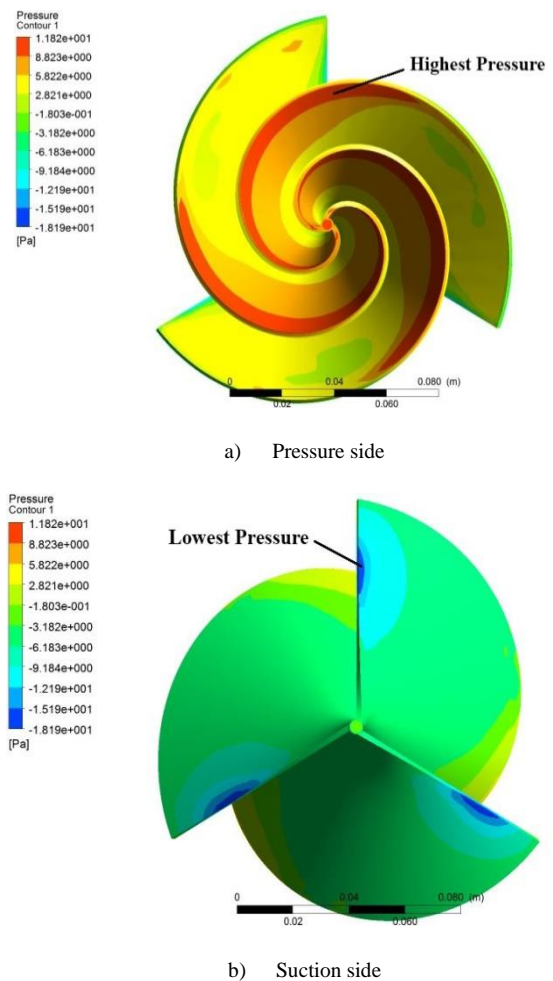 Pressure
Contour 1
1.182e+001
8.823e+000
5.822e+000
2.821e+000
-1.803e-001
-3.182e+000
-6.183e+000
-9.184e+000
-1.219e+001
-1.519e+001
-1.819e+001
[Pa]
Highest Pressure
0 0.04 0.080 (m)
0.02 0.060
a) Pressure side
Pressure
Contour 1
1.182e+001
8.823e+000
5.822e+000
2.821e+000
-1.803e-001
-3.182e+000
-6.183e+000
-9.184e+000
-1.219e+001
-1.519e+001
-1.819e+001
[Pa]
Lowest Pressure
0 0.04 0.080 (m)
0.02 0.060
b) Suction side